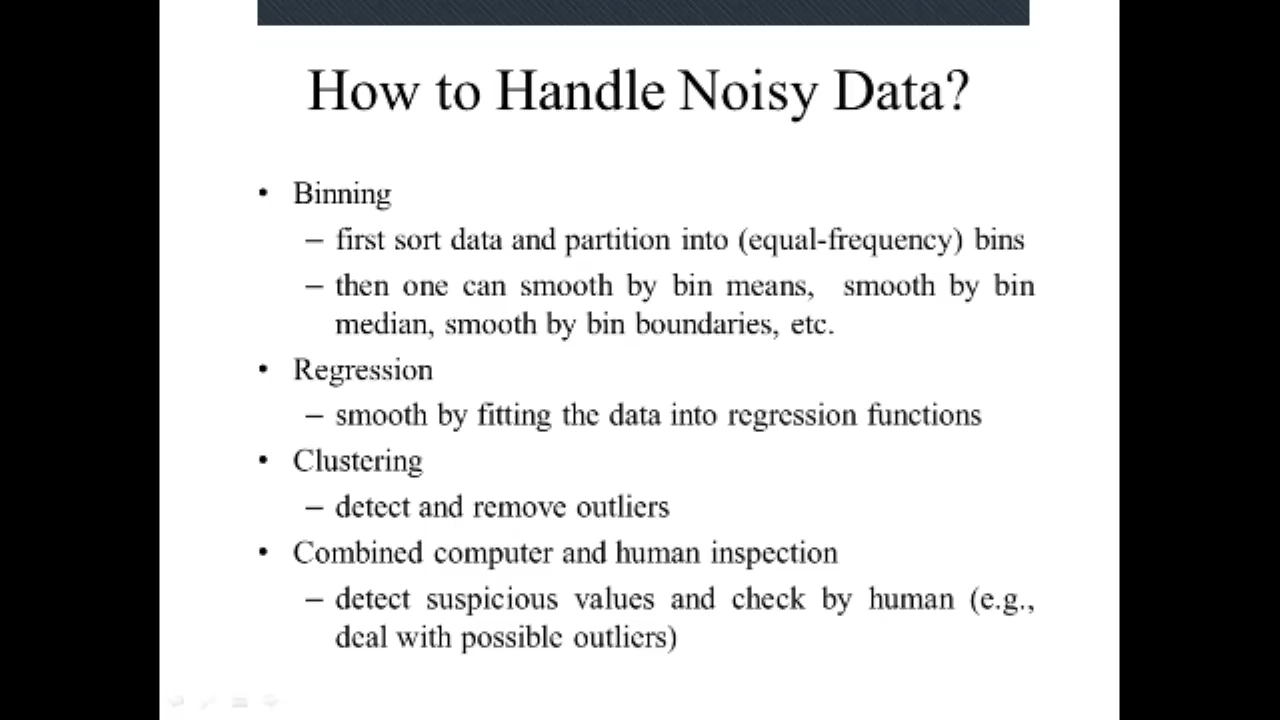 How to Handle Noisy Data?
• Binning
– first sort data and partition into (equal-frequency) bins
– then one can smooth by bin means, smooth by bin
median, smooth by bin boundaries, etc.
• Regression
– smooth by fitting the data into regression functions
• Clustering
– detect and remove outliers
• Combined computer and human inspection
– detect suspicious values and check by human (e.g.,
deal with possible outliers)